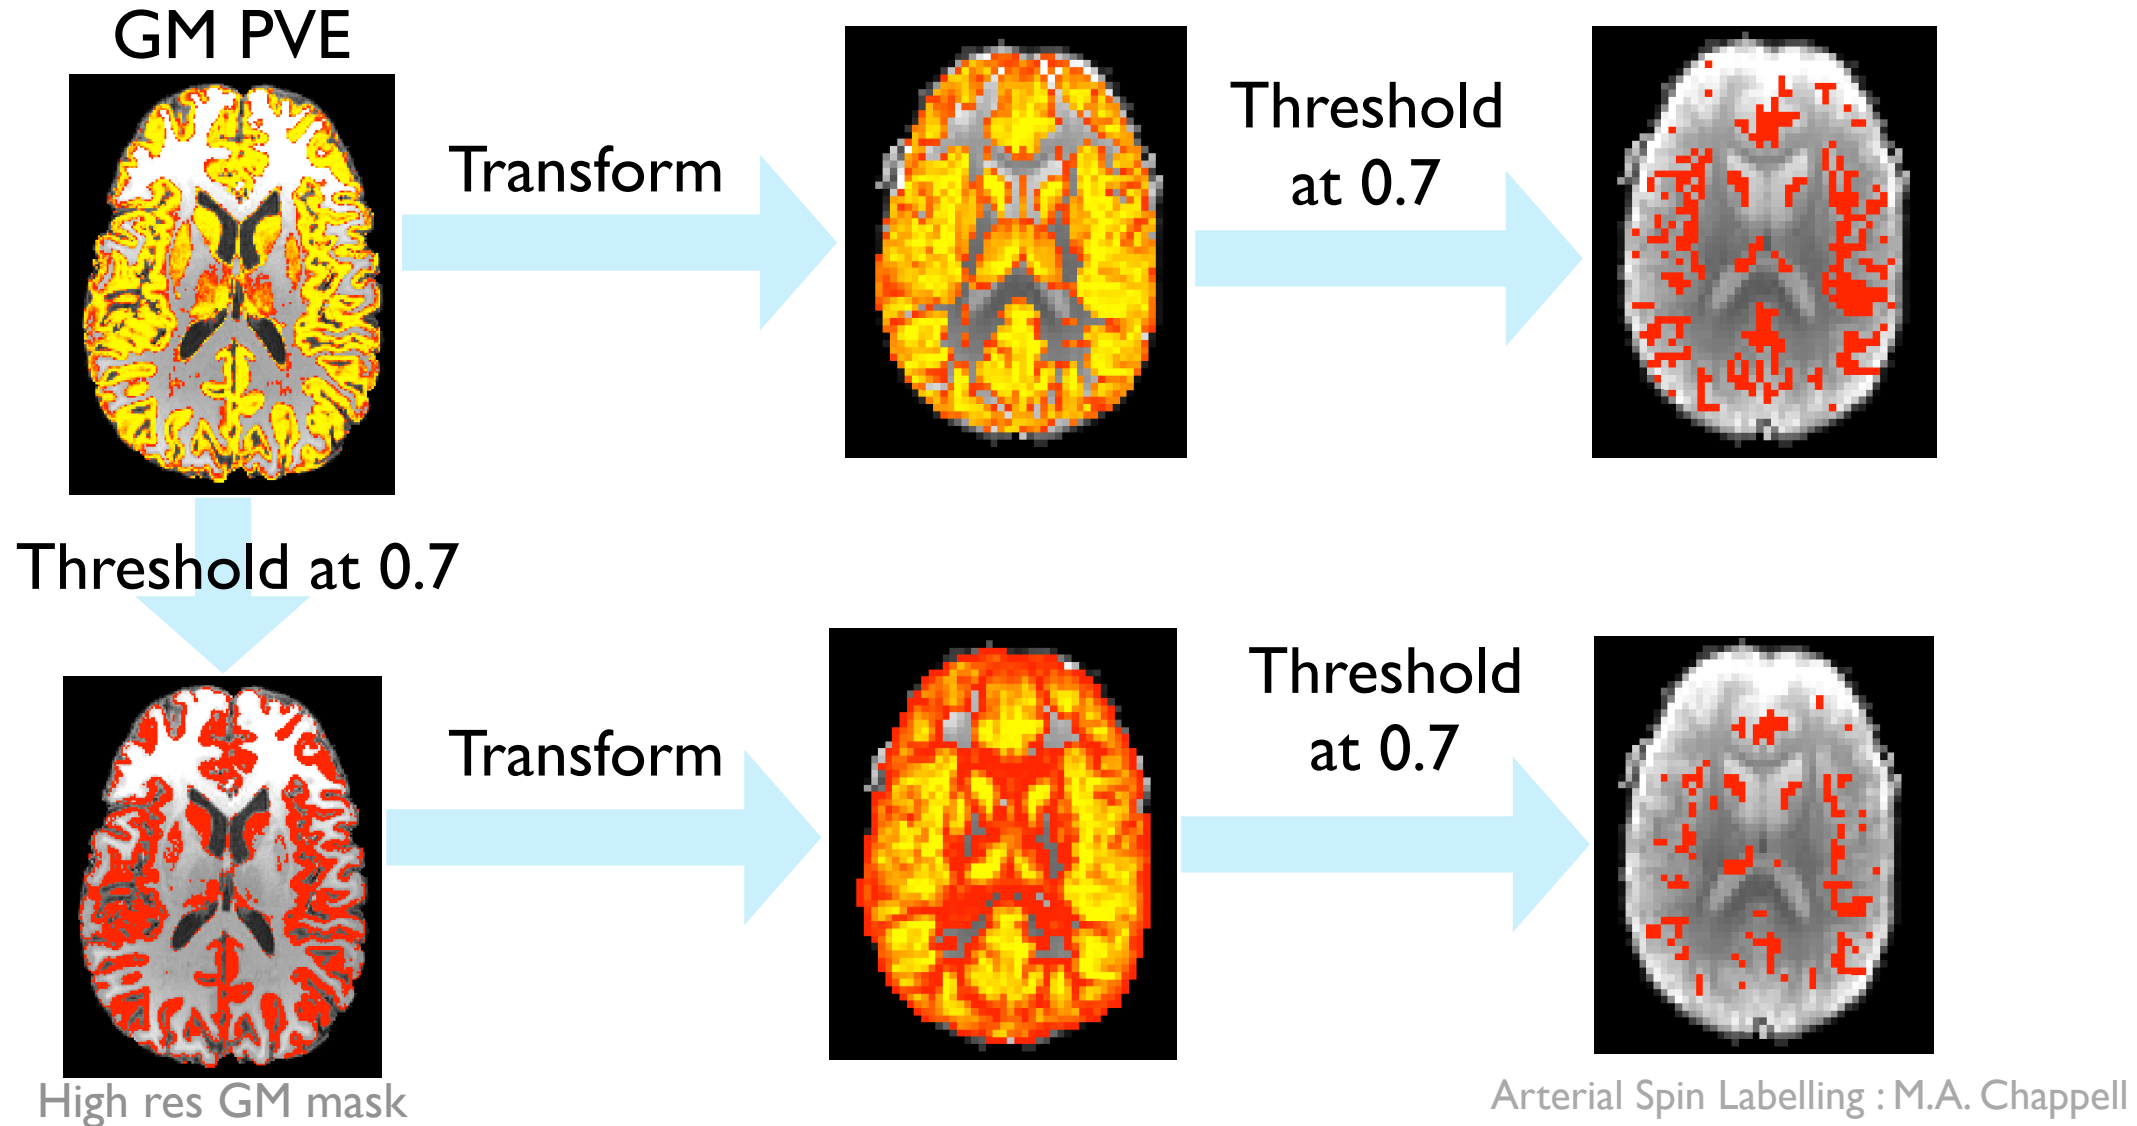 GM PVE
Transform
Threshold
at 0.7
Threshold at 0.7
Transform
Threshold
at 0.7
High res GM mask
Arterial Spin Labelling : M.A. Chappell